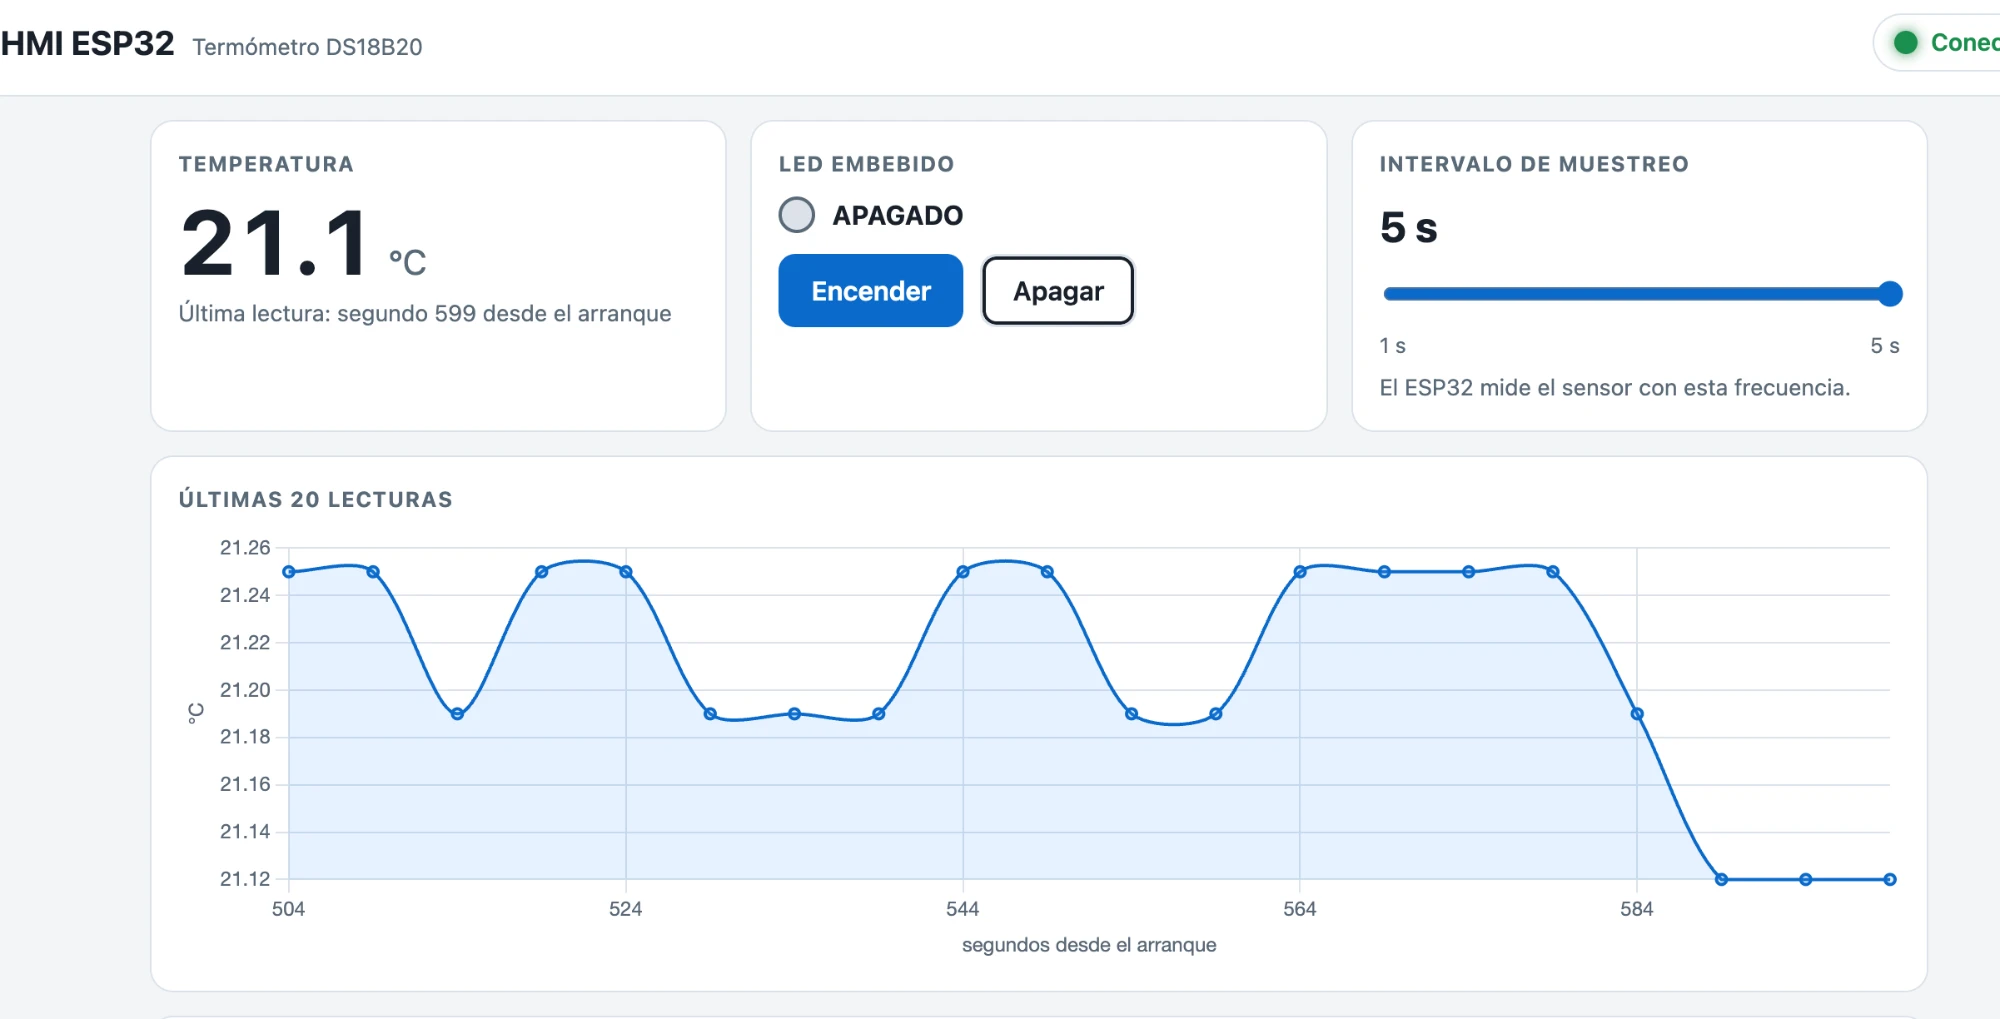 HMI ESP32 Termómetro DS18B20
TEMPERATURA
21.1 °C
Última lectura: segundo 599 desde el arranque
LED EMBEBIDO
APAGADO
Encender Apagar
INTERVALO DE MUESTREO
5 s
1 s 5 s
El ESP32 mide el sensor con esta frecuencia.
ÚLTIMAS 20 LECTURAS
21.26
21.24
21.22
21.20
21.18
21.16
21.14
21.12
°C
504 524 544 564 584
segundos desde el arranque